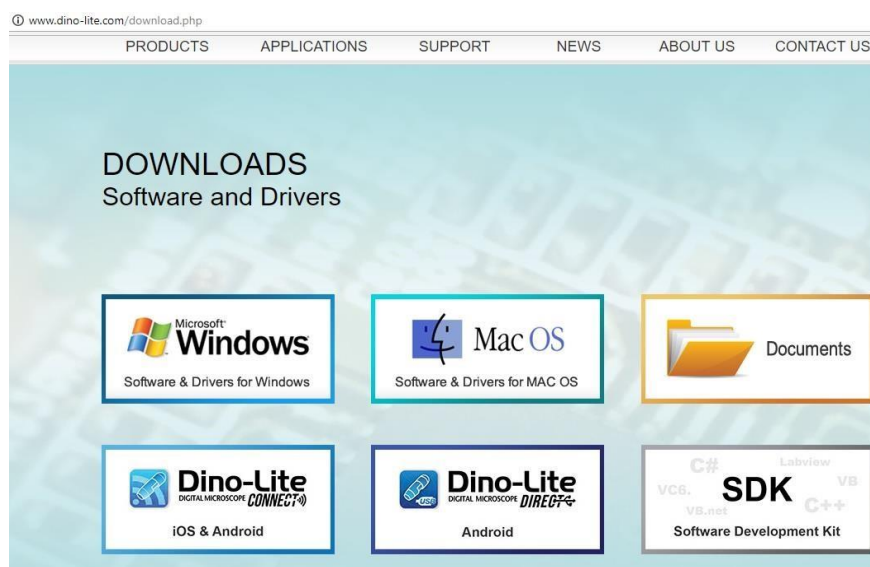 www.dino-lite.com/download.php
PRODUCTS APPLICATIONS SUPPORT NEWS ABOUT US CONTACT US
DOWNLOADS
Software and Drivers
Microsoft
Windows
Software & Drivers for Windows
Mac OS
Software & Drivers for MAC OS
Documents
Dino-Lite
DIGITAL MICROSCOPE CONNECT
iOS & Android
USB
Dino-Lite
DIGITAL MICROSCOPE DIRECT
Android
C# Labview
VC6. SDK VB
VB.net C++
Software Development Kit